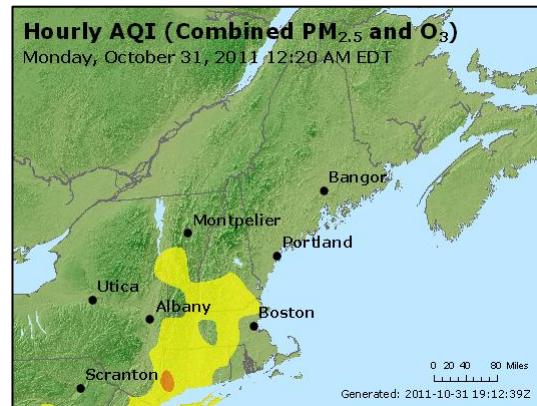 Hourly AQI (Combined PM2.5 and O3)
Monday, October 31, 2011 12:20 AM EDT
Bangor
Montpelier
Portland
Utica
Albany
Boston
Scranton
0 20 40 80 Miles
Generated: 2011-10-31 19:12:39Z